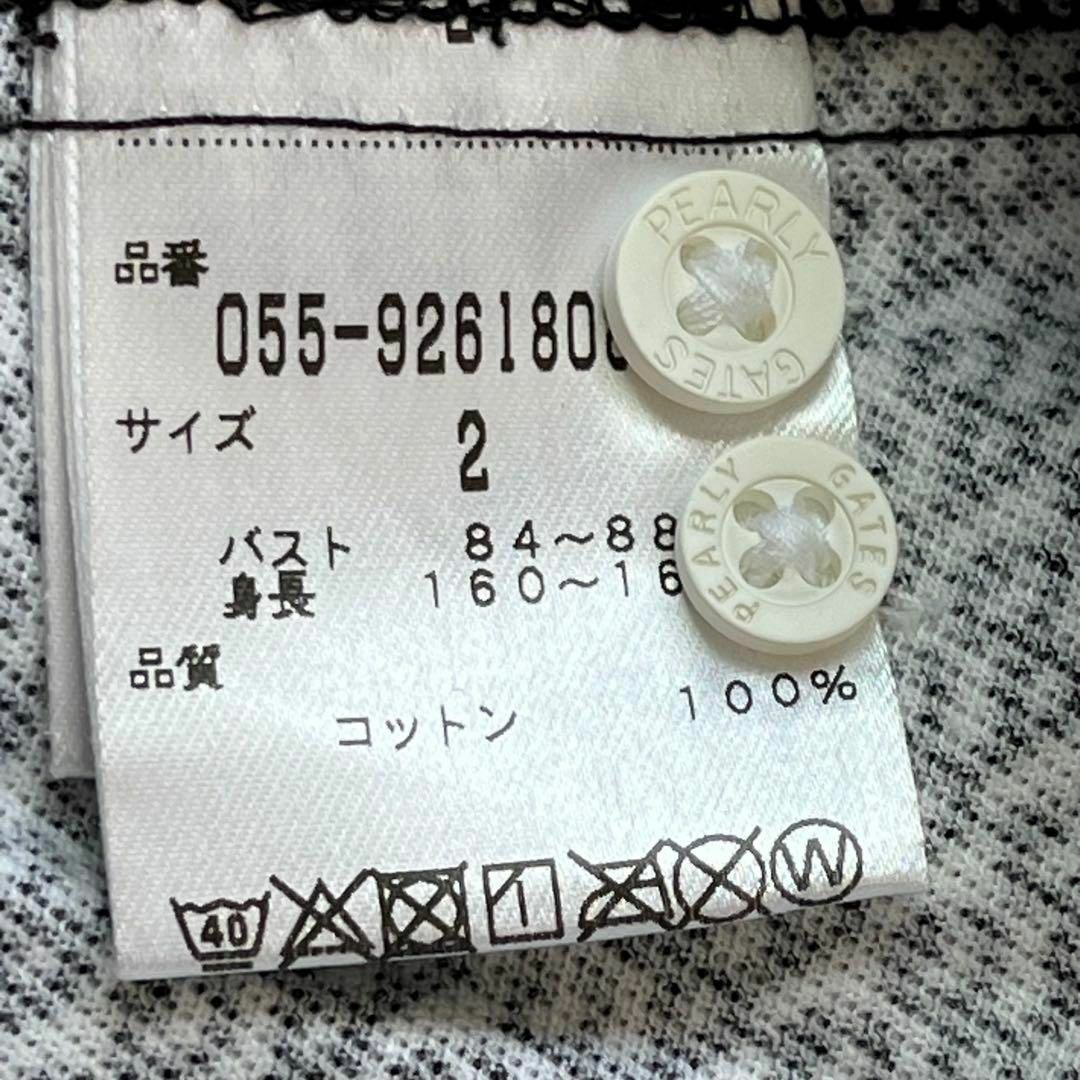 品番
055-926180
サイズ 2
バスト 84~88
身長 160~16
品質
コットン 100%
40
W
PEARLY GATES
PEARLY GATES